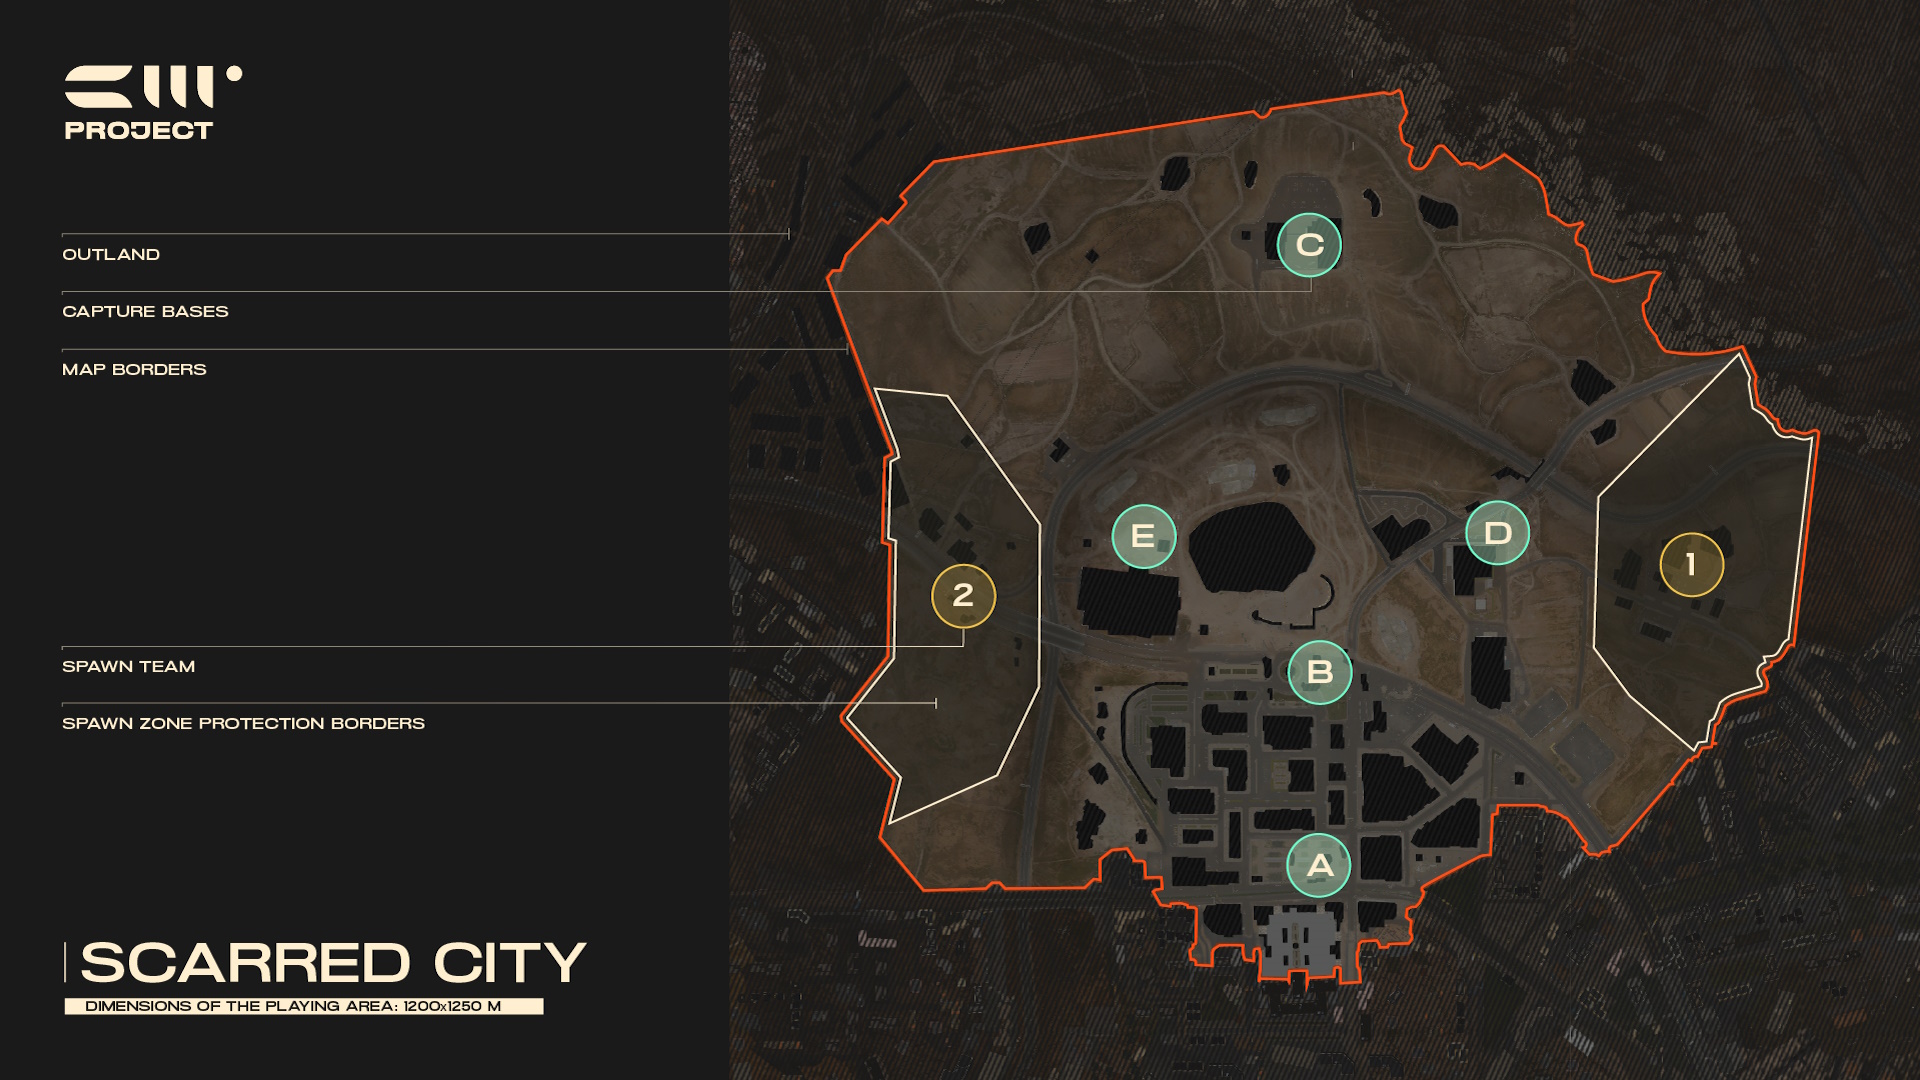 PROJECT
OUTLAND
CAPTURE BASES
MAP BORDERS
SPAWN TEAM
SPAWN ZONE PROTECTION BORDERS
SCARRED CITY
DIMENSIONS OF THE PLAYING AREA: 1200x1250 M
C
E
D
1
2
B
A